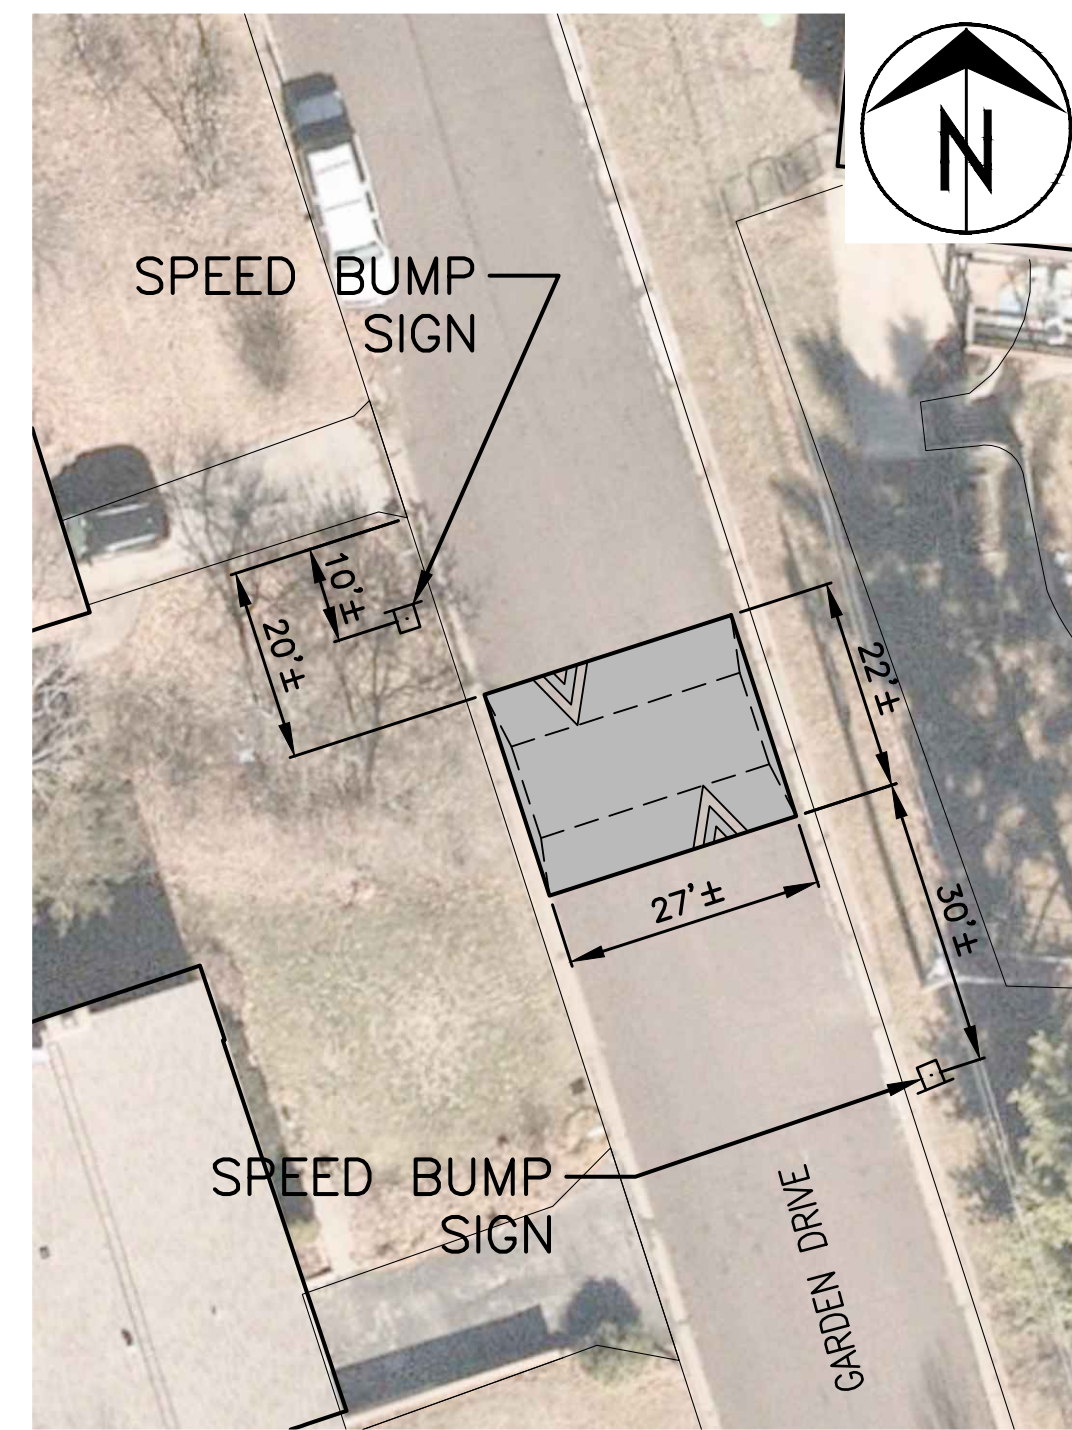 N
SPEED BUMP
SIGN
10'±
20'±
22'±
27'±
30'±
SPEED BUMP
SIGN
GARDEN DRIVE